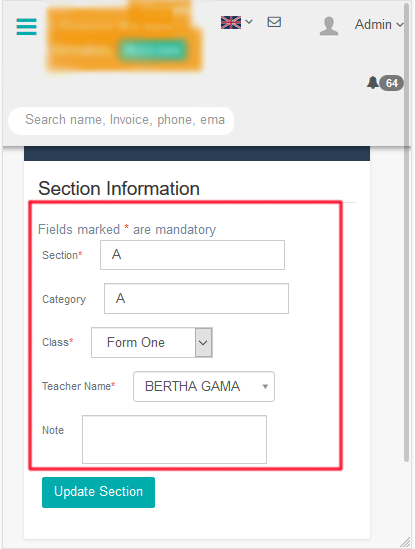 Admin
64
Search name, Invoice, phone, ema
Section Information
Fields marked * are mandatory
Section* A
Category A
Class* Form One
Teacher Name* BERTHA GAMA
Note
Update Section